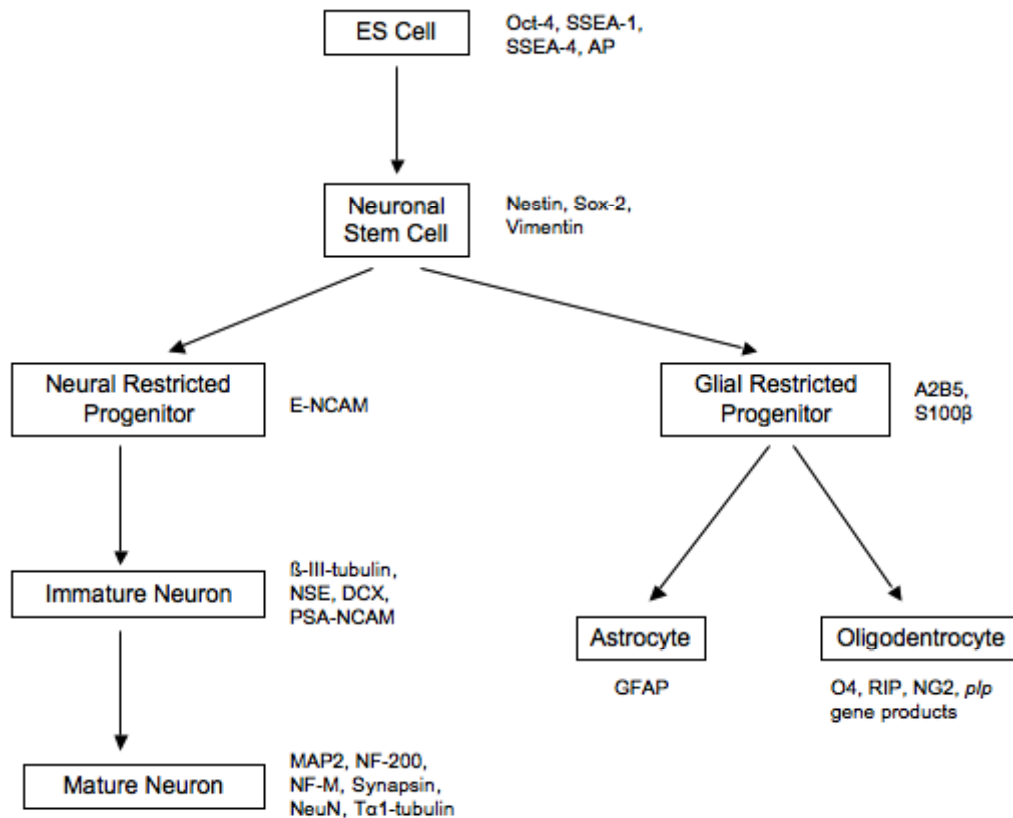 ES Cell
Oct-4, SSEA-1,
SSEA-4, AP
Neuronal
Stem Cell
Nestin, Sox-2,
Vimentin
Neural Restricted
Progenitor
E-NCAM
Glial Restricted
Progenitor
A2B5,
S100β
Immature Neuron
ß-III-tubulin,
NSE, DCX,
PSA-NCAM
Astrocyte
GFAP
Oligodentrocyte
O4, RIP, NG2, plp
gene products
Mature Neuron
MAP2, NF-200,
NF-M, Synapsin,
NeuN, Tα1-tubulin